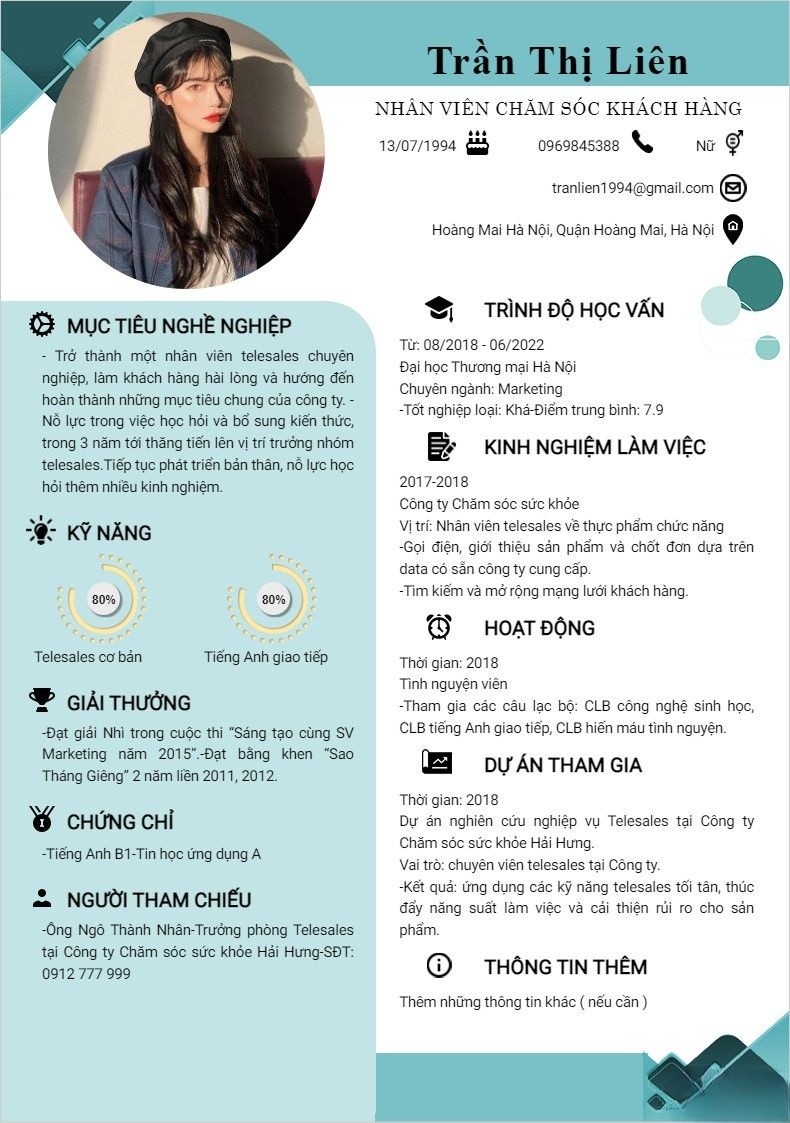 Trần Thị Liên
NHÂN VIÊN CHĂM SÓC KHÁCH HÀNG
13/07/1994 0969845388 Nữ
tranlien1994@gmail.com
Hoàng Mai Hà Nội, Quận Hoàng Mai, Hà Nội
MỤC TIÊU NGHỀ NGHIỆP
- Trở thành một nhân viên telesales chuyên
nghiệp, làm khách hàng hài lòng và hướng đến
hoàn thành những mục tiêu chung của công ty. -
Nỗ lực trong việc học hỏi và bổ sung kiến thức,
trong 3 năm tới thăng tiến lên vị trí trưởng nhóm
telesales.Tiếp tục phát triển bản thân, nỗ lực học
hỏi thêm nhiều kinh nghiệm.
KỸ NĂNG
80% 80%
Telesales cơ bản Tiếng Anh giao tiếp
GIẢI THƯỞNG
-Đạt giải Nhì trong cuộc thi “Sáng tạo cùng SV
Marketing năm 2015”.-Đạt bằng khen “Sao
Tháng Giêng” 2 năm liền 2011, 2012.
CHỨNG CHỈ
-Tiếng Anh B1-Tin học ứng dụng A
NGƯỜI THAM CHIẾU
-Ông Ngô Thành Nhân-Trưởng phòng Telesales
tại Công ty Chăm sóc sức khỏe Hải Hưng-SĐT:
0912 777 999
TRÌNH ĐỘ HỌC VẤN
Từ: 08/2018 - 06/2022
Đại học Thương mại Hà Nội
Chuyên ngành: Marketing
-Tốt nghiệp loại: Khá-Điểm trung bình: 7.9
KINH NGHIỆM LÀM VIỆC
2017-2018
Công ty Chăm sóc sức khỏe
Vị trí: Nhân viên telesales về thực phẩm chức năng
-Gọi điện, giới thiệu sản phẩm và chốt đơn dựa trên
data có sẵn công ty cung cấp.
-Tìm kiếm và mở rộng mạng lưới khách hàng.
HOẠT ĐỘNG
Thời gian: 2018
Tình nguyện viên
-Tham gia các câu lạc bộ: CLB công nghệ sinh học,
CLB tiếng Anh giao tiếp, CLB hiến máu tình nguyện.
DỰ ÁN THAM GIA
Thời gian: 2018
Dự án nghiên cứu nghiệp vụ Telesales tại Công ty
Chăm sóc sức khỏe Hải Hưng.
Vai trò: chuyên viên telesales tại Công ty.
-Kết quả: ứng dụng các kỹ năng telesales tối tân, thúc
đẩy năng suất làm việc và cải thiện rủi ro cho sản
phẩm.
THÔNG TIN THÊM
Thêm những thông tin khác ( nếu cần )